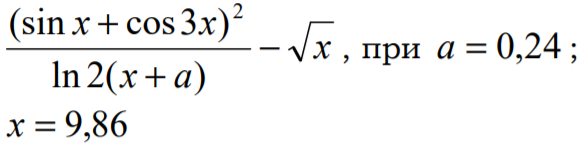 (sin x + cos 3x)²
ln 2(x + a)
− √x , при a = 0,24 ;
x = 9,86